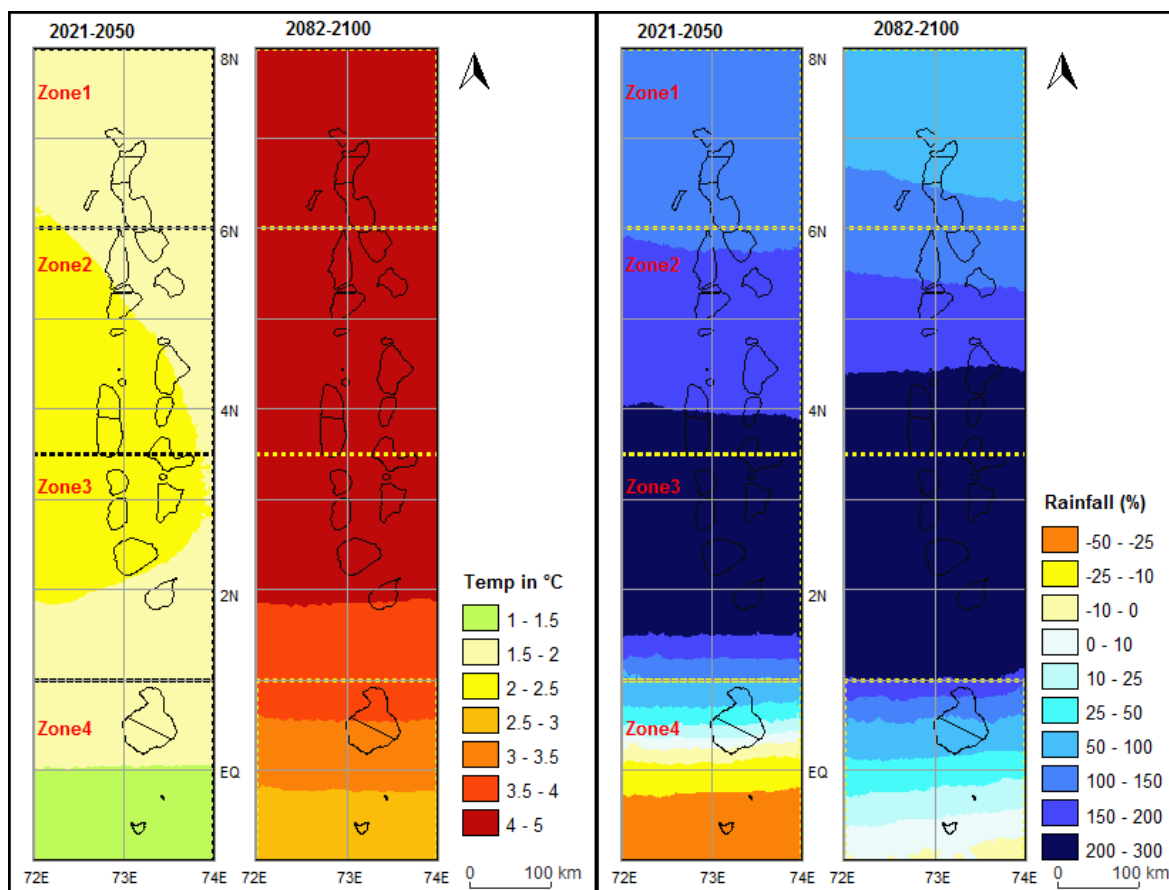 2021-2050
2082-2100
Zone1
Zone2
Zone3
Zone4
8N
6N
4N
2N
EQ
72E
73E
74E
72E
73E
74E
Temp in °C
1 - 1.5
1.5 - 2
2 - 2.5
2.5 - 3
3 - 3.5
3.5 - 4
4 - 5
0 100 km
2021-2050
2082-2100
Zone1
Zone2
Zone3
Zone4
8N
6N
4N
2N
EQ
72E
73E
74E
72E
73E
74E
Rainfall (%)
-50 - -25
-25 - -10
-10 - 0
0 - 10
10 - 25
25 - 50
50 - 100
100 - 150
150 - 200
200 - 300
0 100 km